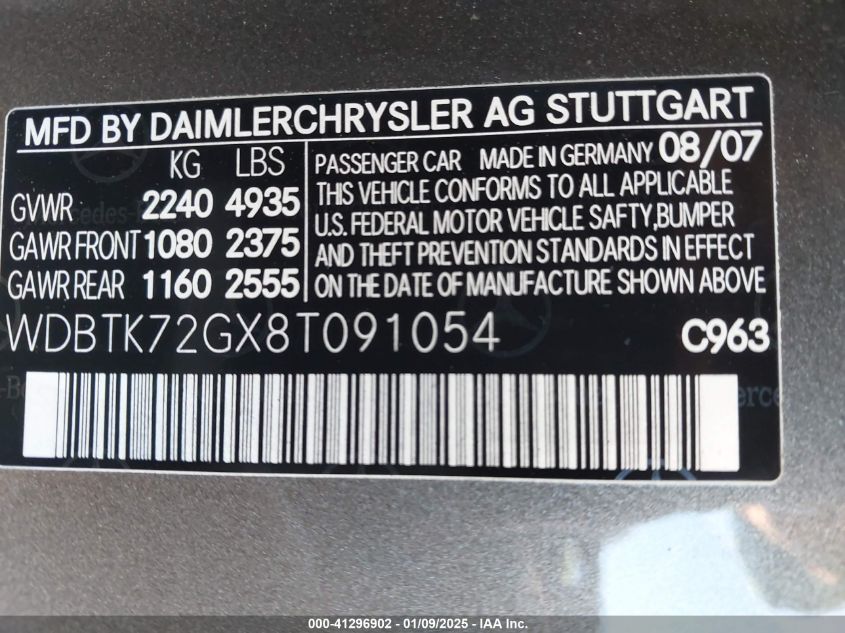 MFD BY DAIMLERCHRYSLER AG STUTTGART
KG LBS
GVWR 2240 4935
GAWR FRONT 1080 2375
GAWR REAR 1160 2555
PASSENGER CAR MADE IN GERMANY 08/07
THIS VEHICLE CONFORMS TO ALL APPLICABLE
U.S. FEDERAL MOTOR VEHICLE SAFTY,BUMPER
AND THEFT PREVENTION STANDARDS IN EFFECT
ON THE DATE OF MANUFACTURE SHOWN ABOVE
WDBTK72GX8T091054 C963
000-41296902 - 01/09/2025 - IAA Inc.